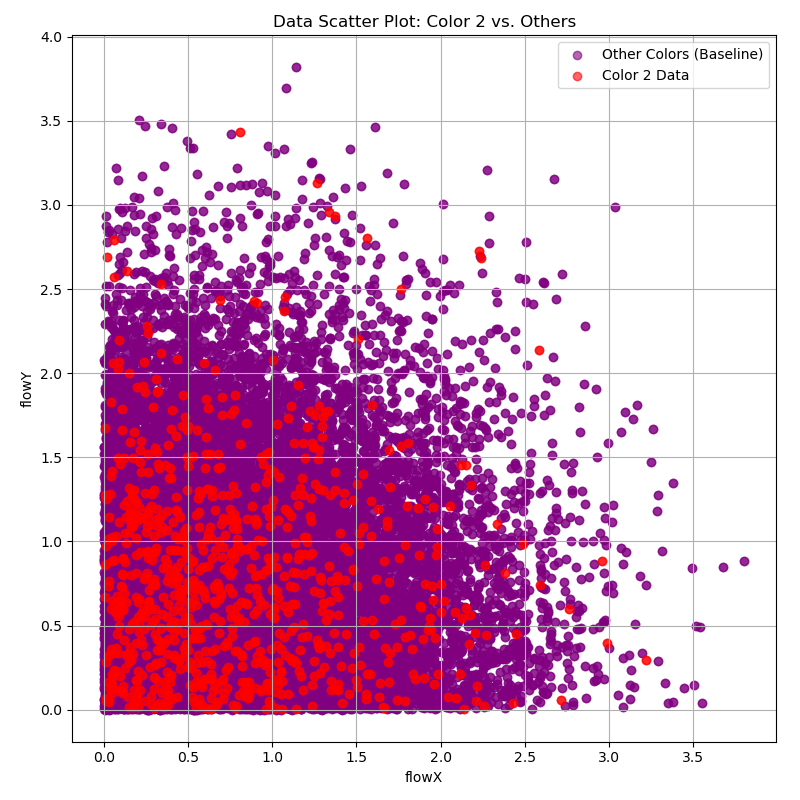 Data Scatter Plot: Color 2 vs. Others
Other Colors (Baseline)
Color 2 Data
4.0
3.5
3.0
2.5
2.0
1.5
1.0
0.5
0.0
flowY
0.0 0.5 1.0 1.5 2.0 2.5 3.0 3.5
flowX